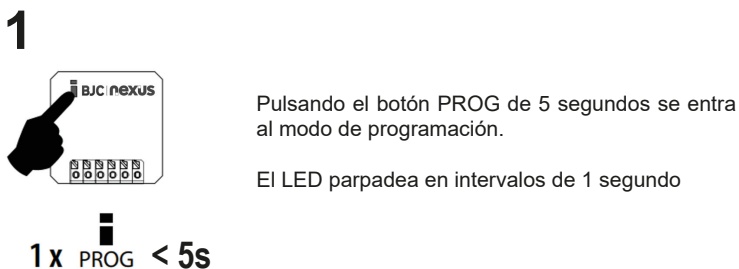 1
BJC nexus
Pulsando el botón PROG de 5 segundos se entra
al modo de programación.
El LED parpadea en intervalos de 1 segundo
1 x PROG < 5s